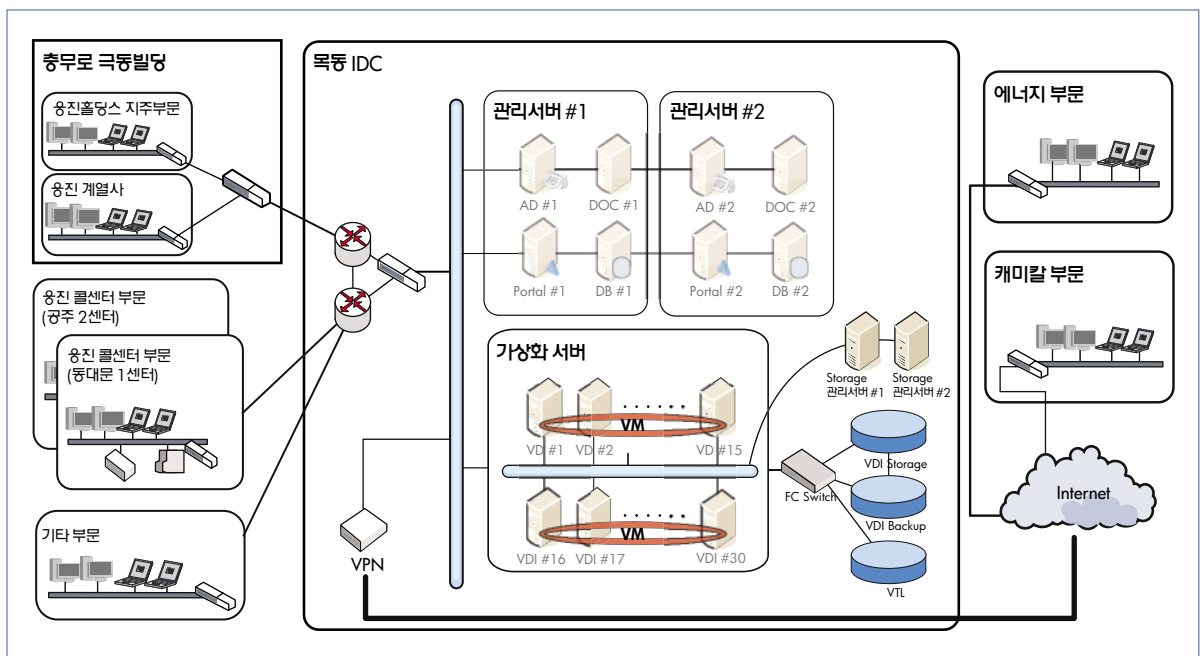 충무로 극동빌딩
웅진홀딩스 지주부문
웅진 계열사
웅진 콜센터 부문
(공주 2센터)
웅진 콜센터 부문
(동대문 1센터)
기타 부문
목동 IDC
관리서버 #1
AD #1
DOC #1
Portal #1
DB #1
관리서버 #2
AD #2
DOC #2
Portal #2
DB #2
가상화 서버
VM
VD #1
VD #2
VD #15
VM
VDI #16
VDI #17
VDI #30
Storage
관리서버 #1
Storage
관리서버 #2
VDI Storage
FC Switch
VDI Backup
VTL
VPN
에너지 부문
캐미칼 부문
Internet